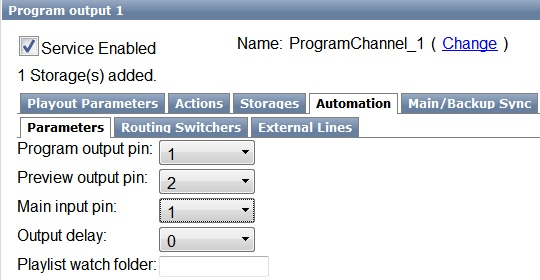 Program output 1
Service Enabled Name: ProgramChannel_1 ( Change )
1 Storage(s) added.
Playout Parameters Actions Storages Automation Main/Backup Sync
Parameters Routing Switchers External Lines
Program output pin: 1
Preview output pin: 2
Main input pin: 1
Output delay: 0
Playlist watch folder: